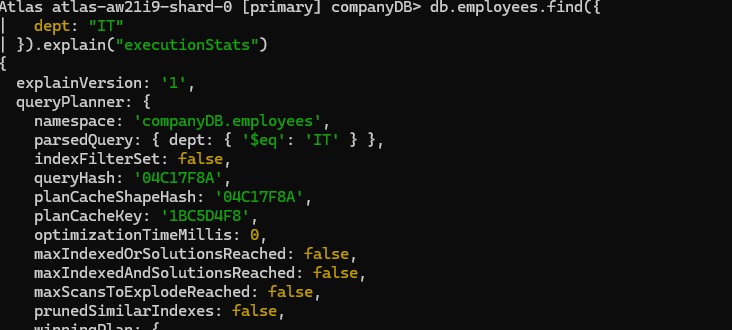 Atlas atlas-aw21i9-shard-0 [primary] companyDB> db.employees.find({
|   dept: "IT"
| }).explain("executionStats")
{
  explainVersion: '1',
  queryPlanner: {
    namespace: 'companyDB.employees',
    parsedQuery: { dept: { '$eq': 'IT' } },
    indexFilterSet: false,
    queryHash: '04C17F8A',
    planCacheShapeHash: '04C17F8A',
    planCacheKey: '1BC5D4F8',
    optimizationTimeMillis: 0,
    maxIndexedOrSolutionsReached: false,
    maxIndexedAndSolutionsReached: false,
    maxScansToExplodeReached: false,
    prunedSimilarIndexes: false,
    winningPlan: {